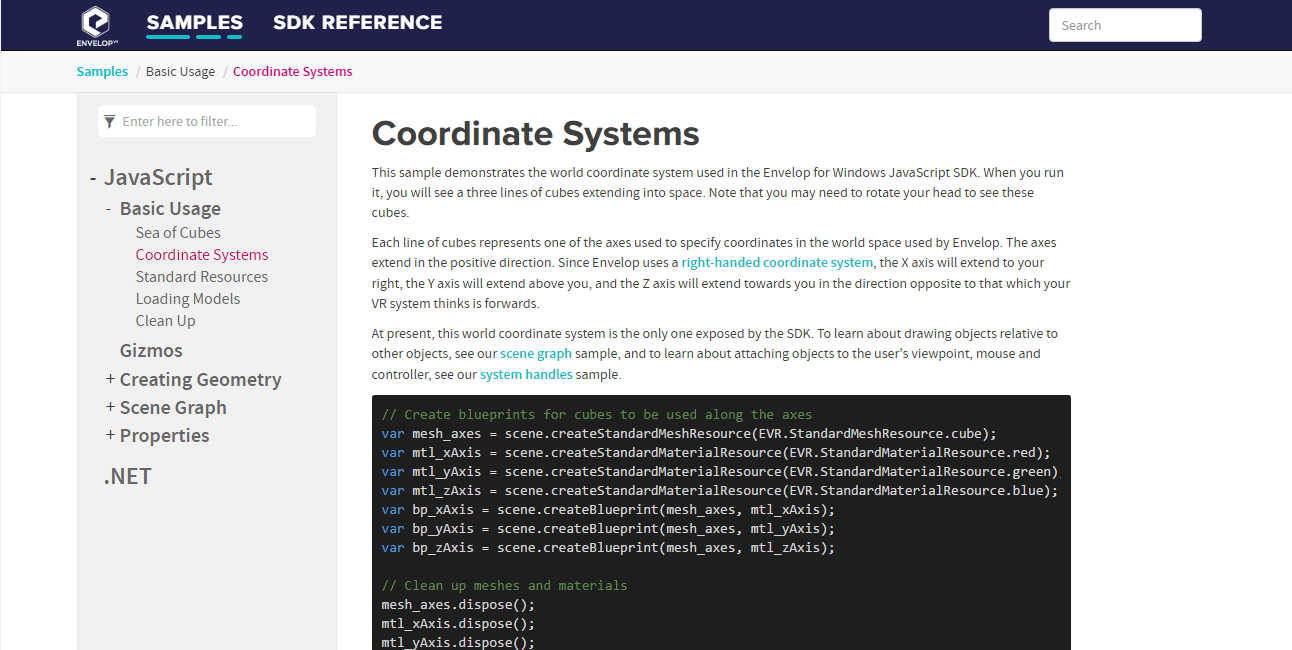 SAMPLES SDK REFERENCE Search
ENVELOP VR
Samples / Basic Usage / Coordinate Systems
Enter here to filter...
- JavaScript
- Basic Usage
Sea of Cubes
Coordinate Systems
Standard Resources
Loading Models
Clean Up
Gizmos
+ Creating Geometry
+ Scene Graph
+ Properties
.NET
Coordinate Systems
This sample demonstrates the world coordinate system used in the Envelop for Windows JavaScript SDK. When you run
it, you will see a three lines of cubes extending into space. Note that you may need to rotate your head to see these
cubes.
Each line of cubes represents one of the axes used to specify coordinates in the world space used by Envelop. The axes
extend in the positive direction. Since Envelop uses a right-handed coordinate system, the X axis will extend to your
right, the Y axis will extend above you, and the Z axis will extend towards you in the direction opposite to that which your
VR system thinks is forwards.
At present, this world coordinate system is the only one exposed by the SDK. To learn about drawing objects relative to
other objects, see our scene graph sample, and to learn about attaching objects to the user's viewpoint, mouse and
controller, see our system handles sample.
// Create blueprints for cubes to be used along the axes
var mesh_axes = scene.createStandardMeshResource(EVR.StandardMeshResource.cube);
var mtl_xAxis = scene.createStandardMaterialResource(EVR.StandardMaterialResource.red);
var mtl_yAxis = scene.createStandardMaterialResource(EVR.StandardMaterialResource.green)
var mtl_zAxis = scene.createStandardMaterialResource(EVR.StandardMaterialResource.blue);
var bp_xAxis = scene.createBlueprint(mesh_axes, mtl_xAxis);
var bp_yAxis = scene.createBlueprint(mesh_axes, mtl_yAxis);
var bp_zAxis = scene.createBlueprint(mesh_axes, mtl_zAxis);
// Clean up meshes and materials
mesh_axes.dispose();
mtl_xAxis.dispose();
mtl_yAxis.dispose();